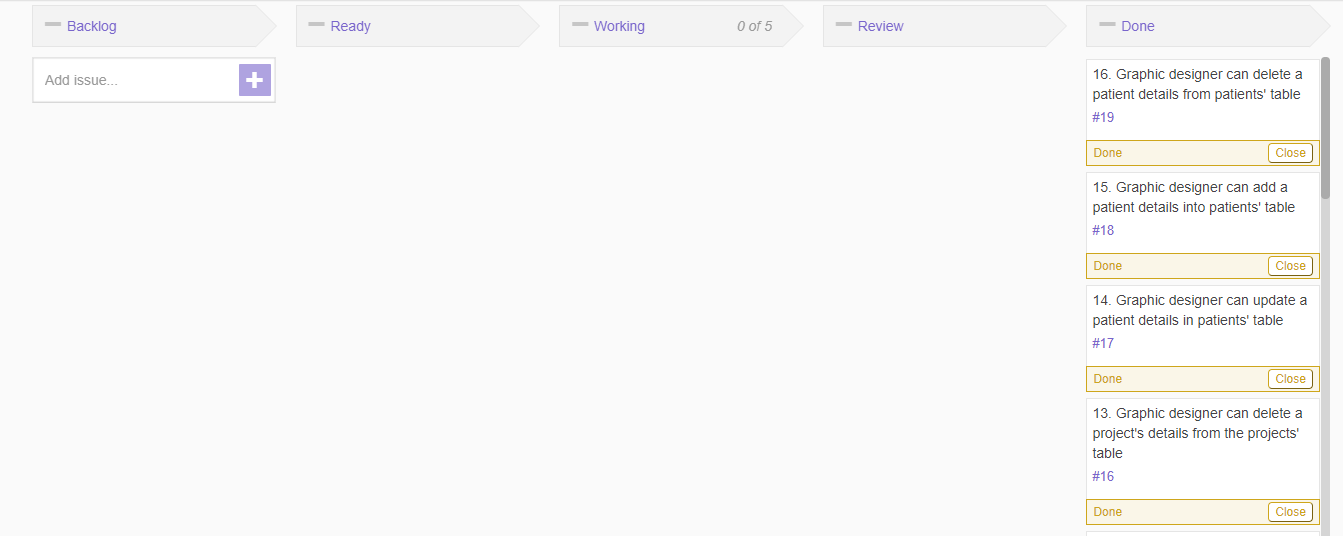 Backlog
Ready
Working
0 of 5
Review
Done
Add issue...
16. Graphic designer can delete a
patient details from patients' table
#19
Done
Close
15. Graphic designer can add a
patient details into patients' table
#18
Done
Close
14. Graphic designer can update a
patient details in patients' table
#17
Done
Close
13. Graphic designer can delete a
project's details from the projects'
table
#16
Done
Close